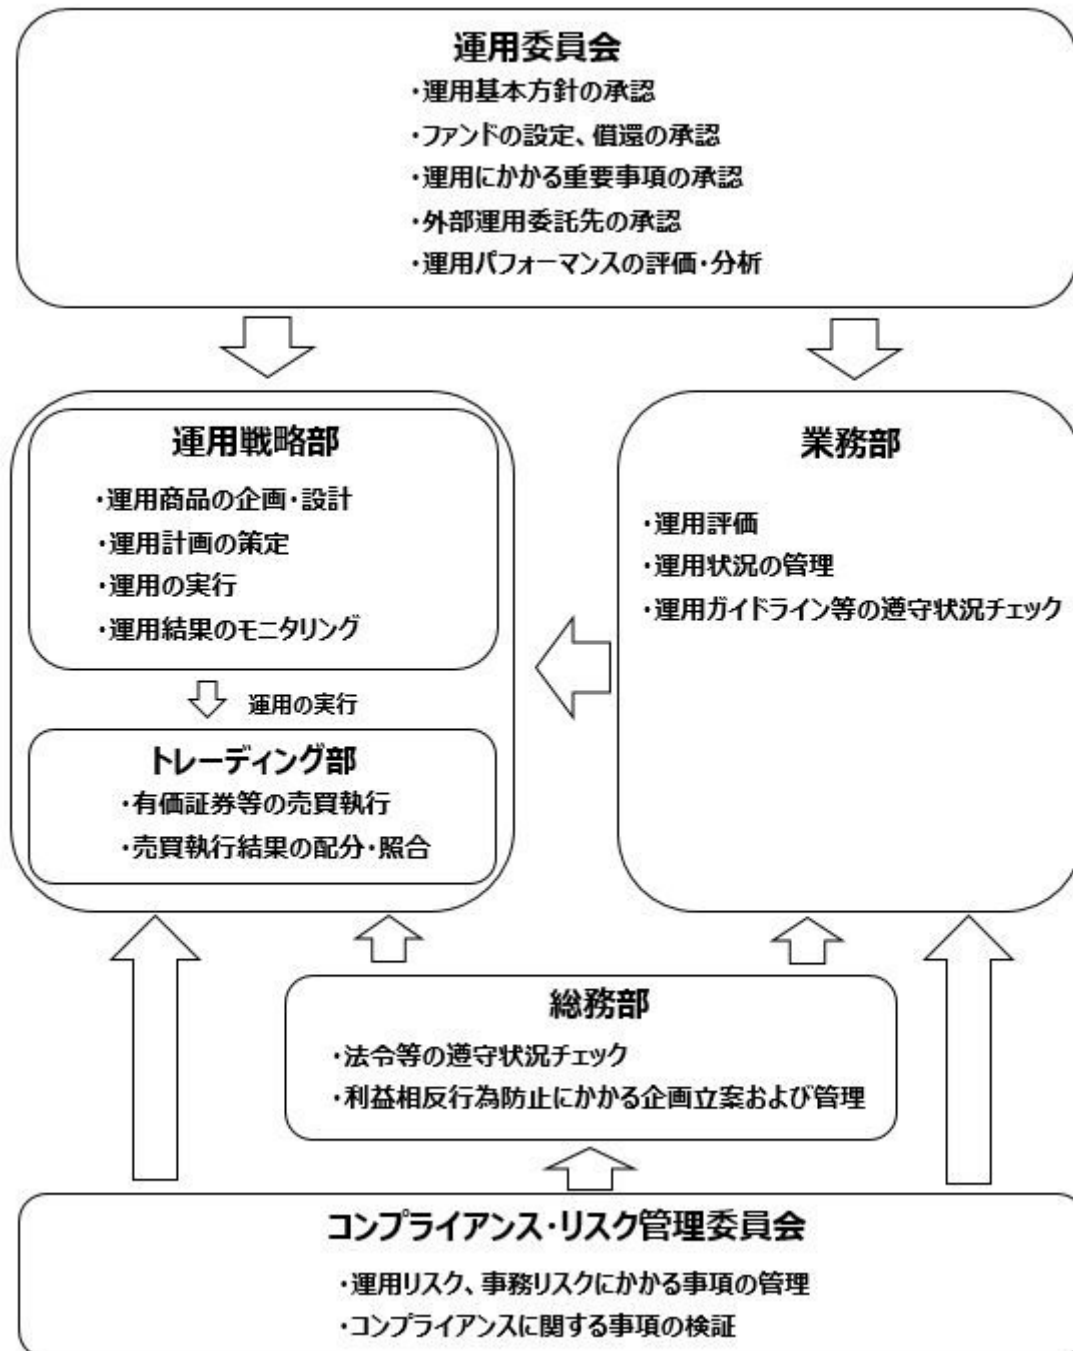 運用委員会
・運用基本方針の承認
・ファンドの設定、償還の承認
・運用にかかる重要事項の承認
・外部運用委託先の承認
・運用パフォーマンスの評価・分析
運用戦略部
・運用商品の企画・設計
・運用計画の策定
・運用の実行
・運用結果のモニタリング
運用の実行
トレーディング部
・有価証券等の売買執行
・売買執行結果の配分・照合
業務部
・運用評価
・運用状況の管理
・運用ガイドライン等の遵守状況チェック
総務部
・法令等の遵守状況チェック
・利益相反行為防止にかかる企画立案および管理
コンプライアンス・リスク管理委員会
・運用リスク、事務リスクにかかる事項の管理
・コンプライアンスに関する事項の検証